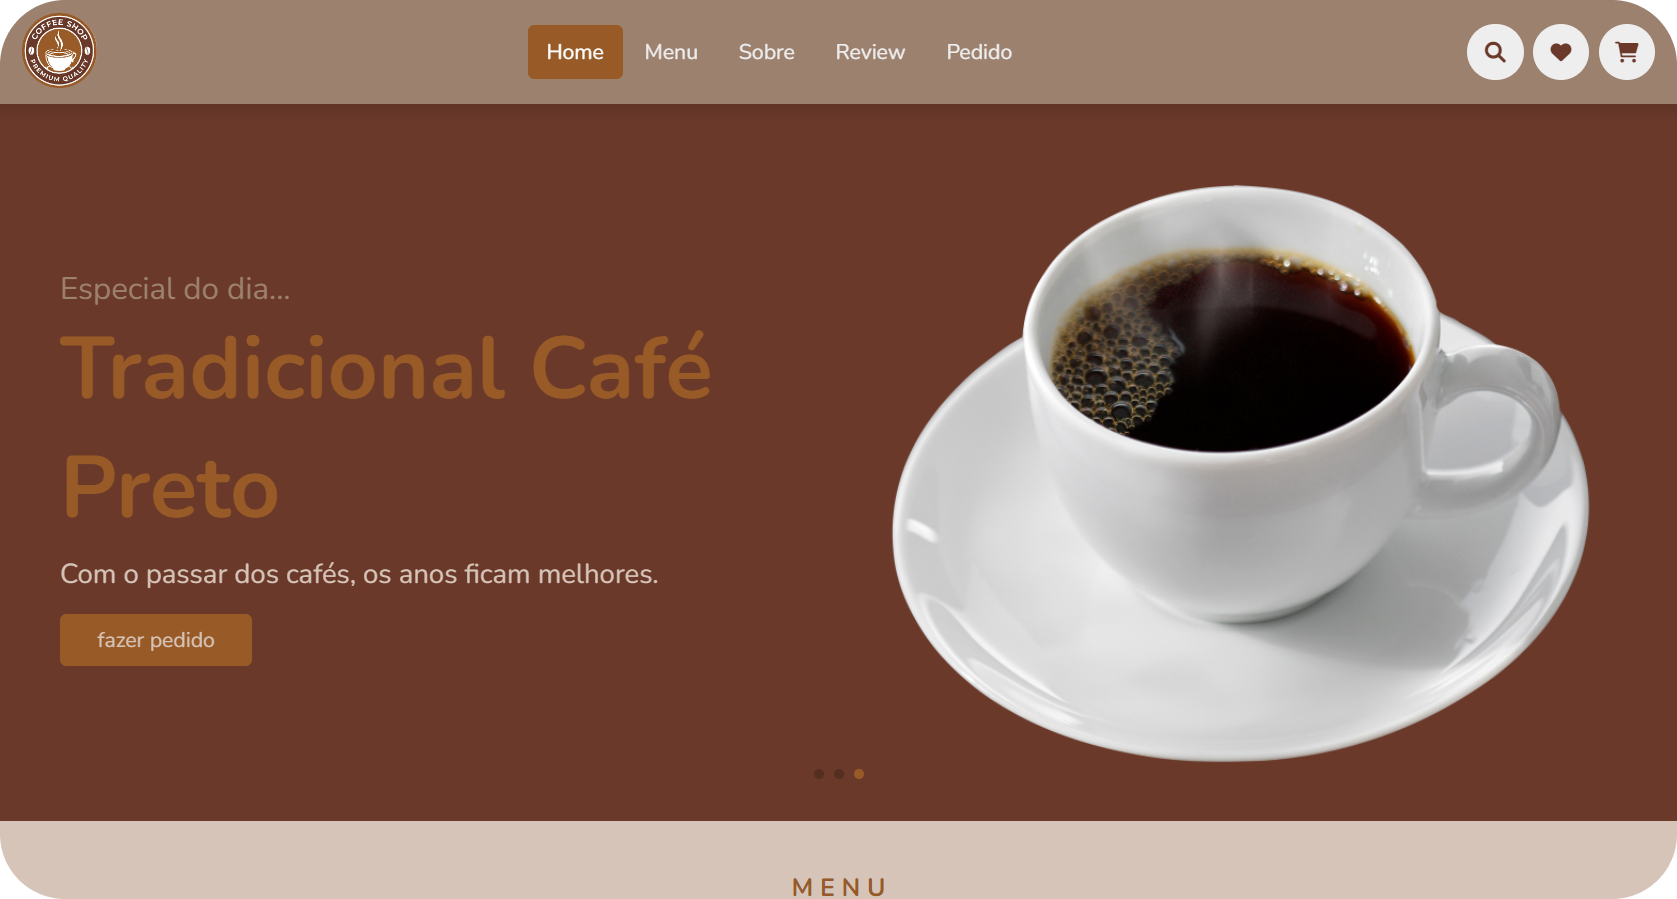 COFFEE SHOP
PREMIUM QUALITY
Home
Menu
Sobre
Review
Pedido
Especial do dia...
Tradicional Café
Preto
Com o passar dos cafés, os anos ficam melhores.
fazer pedido
MENU